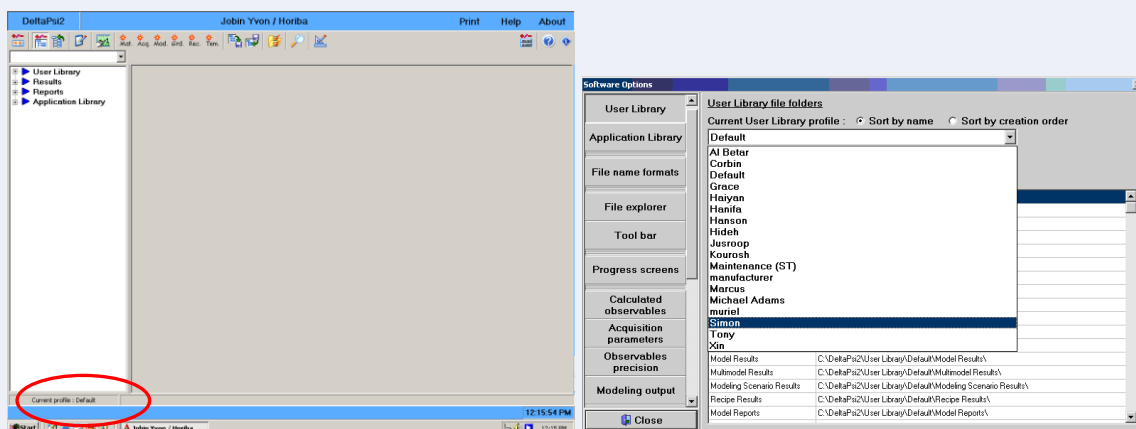 DeltaPsi2 Jobin Yvon / Horiba Print Help About
Mat. Acq. Mod. Bird. Rec. Tem.
User Library
Results
Reports
Application Library
Current profile : Default
12:15:54 PM
Start Jobin Yvon / Horiba 12:15 PM
Software Options
User Library
Application Library
File name formats
File explorer
Tool bar
Progress screens
Calculated
observables
Acquisition
parameters
Observables
precision
Modeling output
Close
User Library file folders
Current User Library profile : Sort by name Sort by creation order
Default
Al Betar
Corbin
Default
Grace
Haiyan
Hanifa
Hanson
Hideh
Jusroop
Kourosh
Maintenance (ST)
manufacturer
Marcus
Michael Adams
muriel
Simon
Tony
Xin
Model Results C:\DeltaPsi2\User Library\Default\Model Results\
Multimodel Results C:\DeltaPsi2\User Library\Default\Multimodel Results\
Modeling Scenario Results C:\DeltaPsi2\User Library\Default\Modeling Scenario Results\
Recipe Results C:\DeltaPsi2\User Library\Default\Recipe Results\
Model Reports C:\DeltaPsi2\User Library\Default\Model Reports\